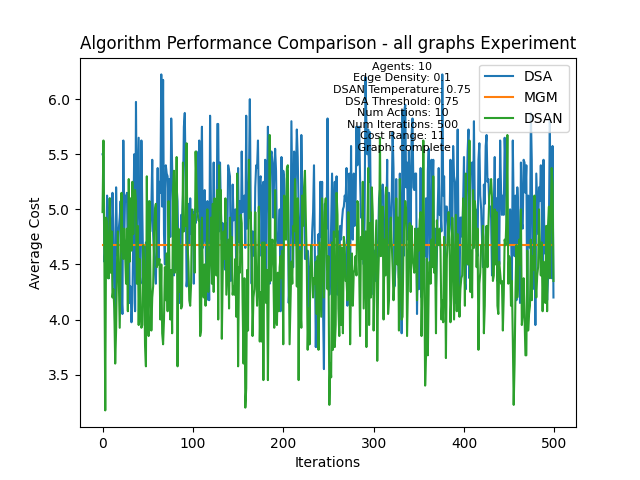 Algorithm Performance Comparison - all graphs Experiment
Agents: 10
Edge Density: 0.1
DSAN Temperature: 0.75
DSA Threshold: 0.75
Num Actions: 10
Num Iterations: 500
Cost Range: 11
Graph: complete
DSA
MGM
DSAN
Average Cost
6.0
5.5
5.0
4.5
4.0
3.5
0 100 200 300 400 500
Iterations